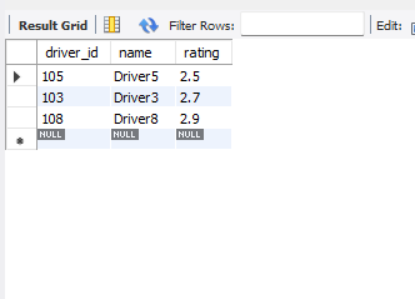 Result Grid Filter Rows: Edit:
driver_id name rating
105 Driver5 2.5
103 Driver3 2.7
108 Driver8 2.9
NULL NULL NULL